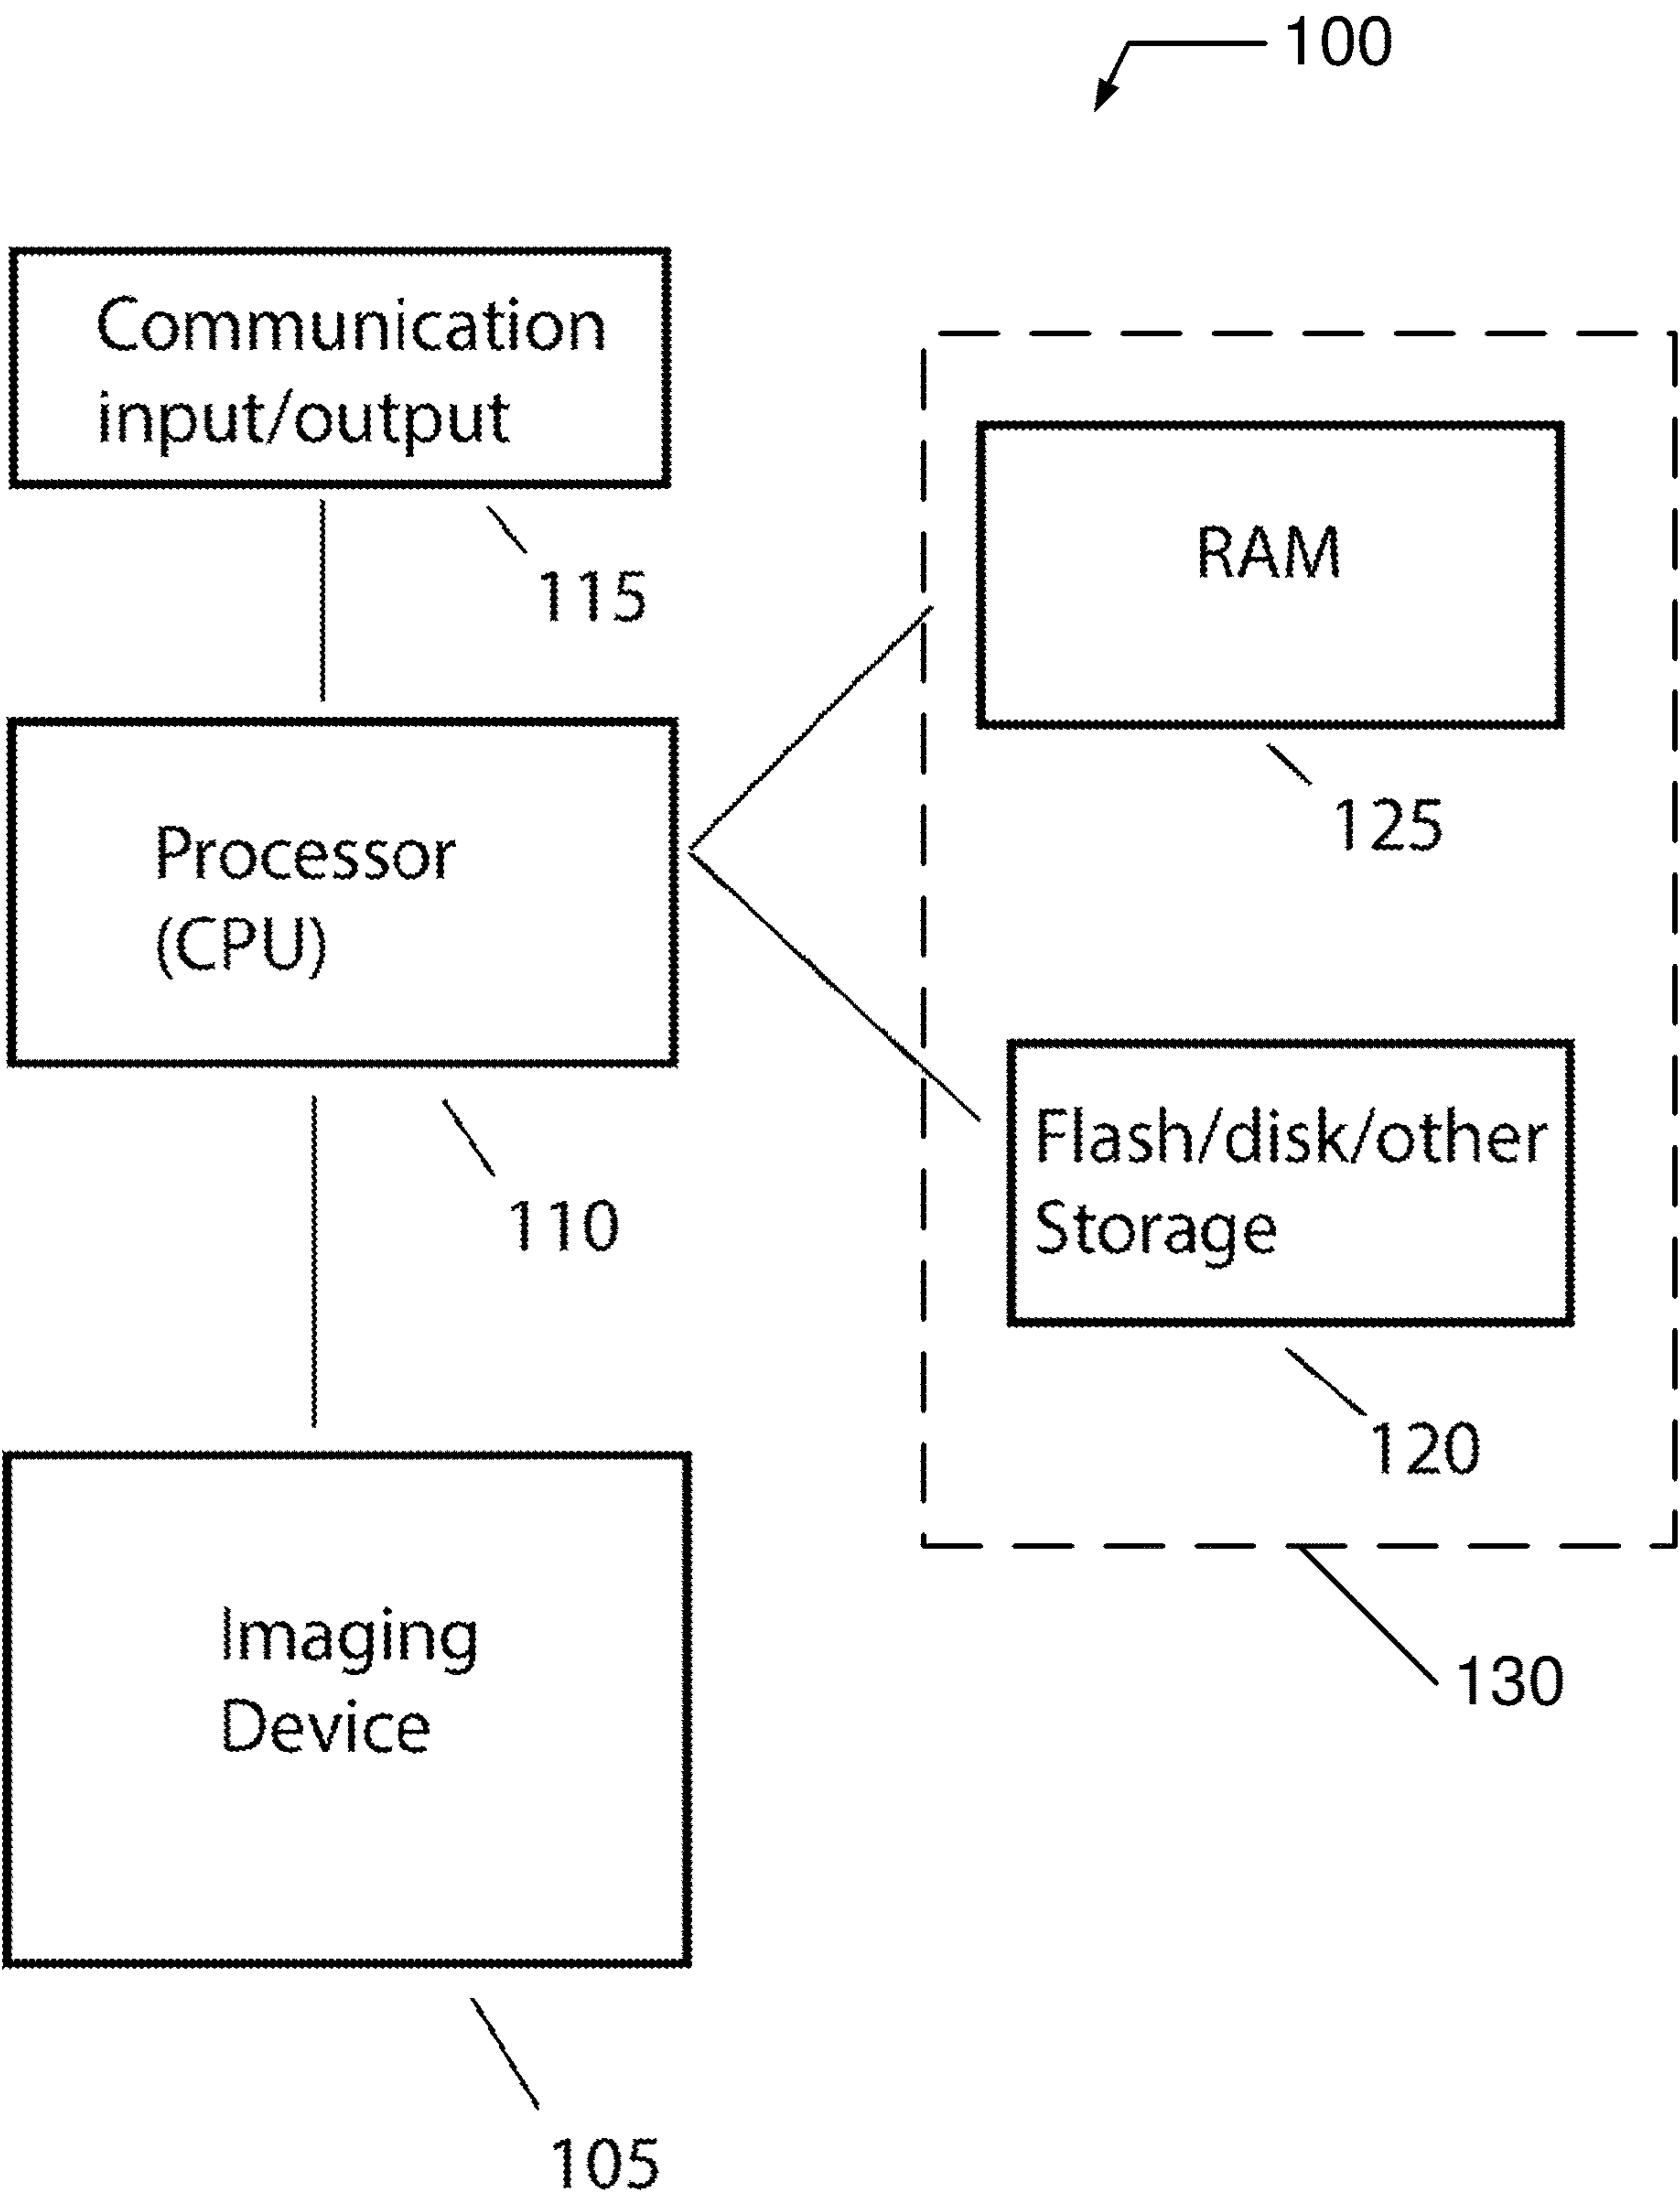 100
Communication
input/output
115
RAM
125
Processor
(CPU)
110
Flash/disk/other
Storage
120
Imaging
Device
130
105